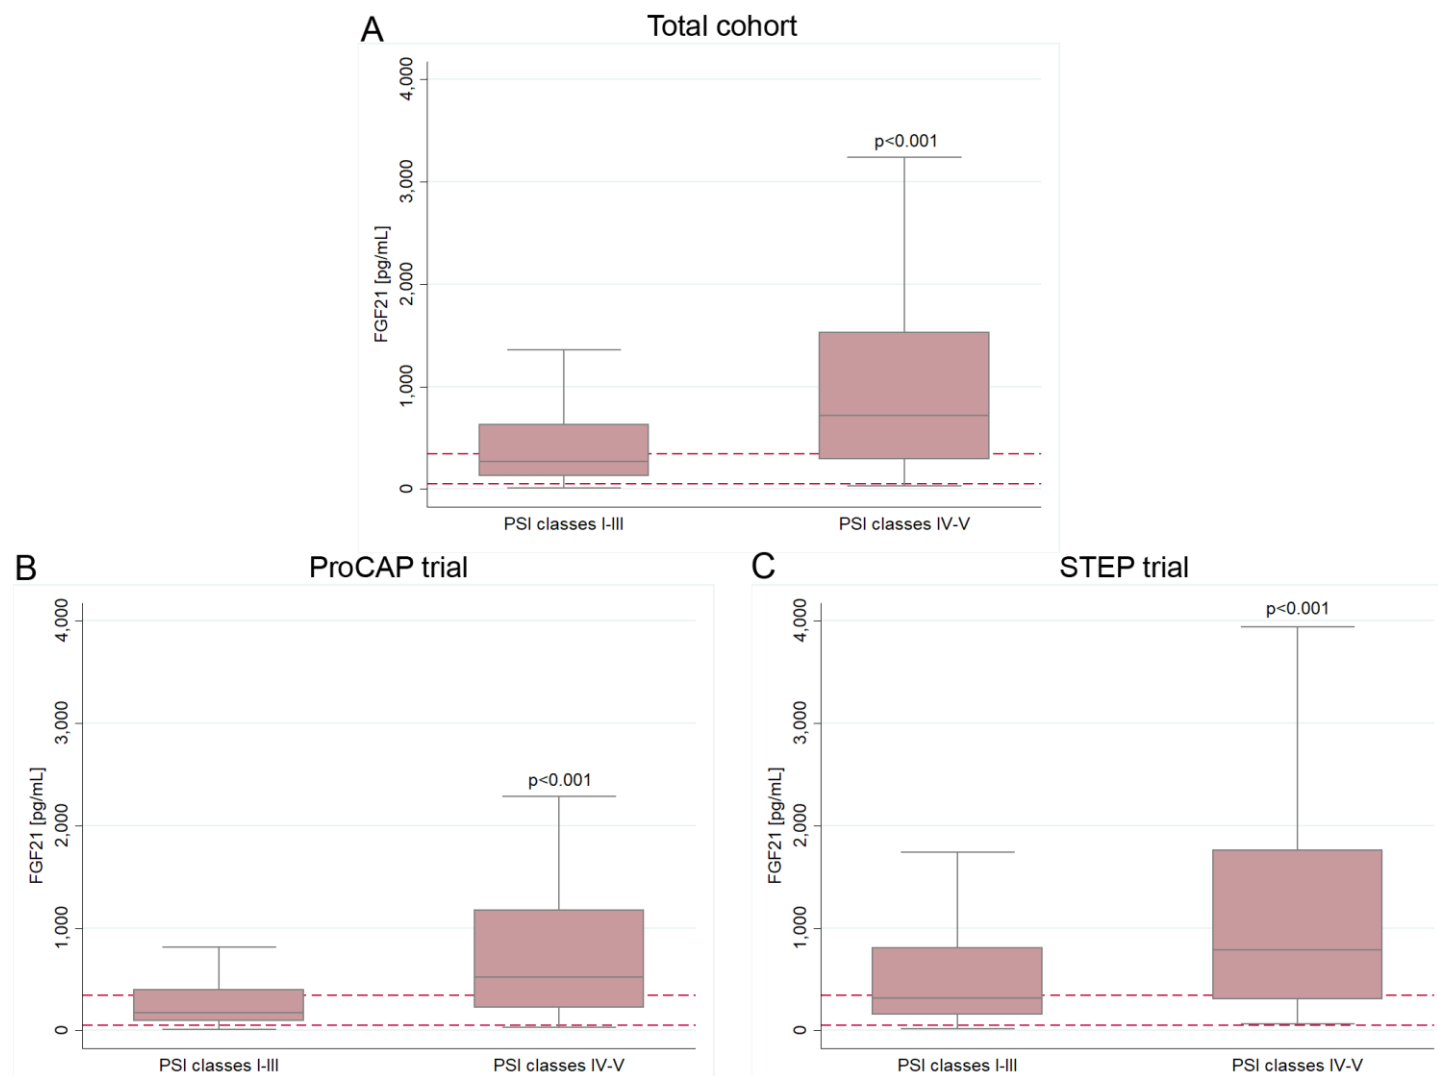 A
Total cohort
4,000
3,000
2,000
1,000
0
FGF21 [pg/mL]
p<0.001
PSI classes I-III
PSI classes IV-V
B
ProCAP trial
4,000
3,000
2,000
1,000
0
FGF21 [pg/mL]
p<0.001
PSI classes I-III
PSI classes IV-V
C
STEP trial
4,000
3,000
2,000
1,000
0
FGF21 [pg/mL]
p<0.001
PSI classes I-III
PSI classes IV-V